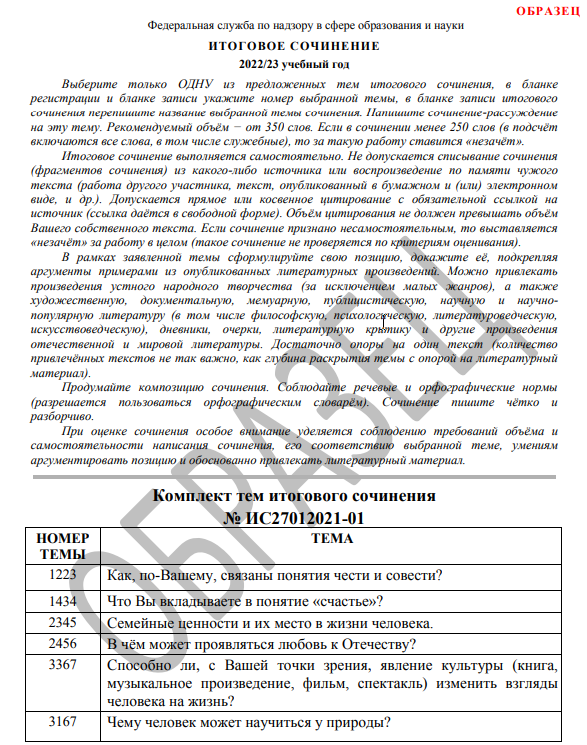 ОБРАЗЕЦ
Федеральная служба по надзору в сфере образования и науки
ИТОГОВОЕ СОЧИНЕНИЕ
2022/23 учебный год
Выберите только ОДНУ из предложенных тем итогового сочинения, в бланке
регистрации и бланке записи укажите номер выбранной темы, в бланке записи итогового
сочинения перепишите название выбранной темы сочинения. Напишите сочинение-рассуждение
на эту тему. Рекомендуемый объём – от 350 слов. Если в сочинении менее 250 слов (в подсчёт
включаются все слова, в том числе служебные), то за такую работу ставится «незачёт».
Итоговое сочинение выполняется самостоятельно. Не допускается списывание сочинения
(фрагментов сочинения) из какого-либо источника или воспроизведение по памяти чужого
текста (работа другого участника, текст, опубликованный в бумажном и (или) электронном
виде, и др.). Допускается прямое или косвенное цитирование с обязательной ссылкой на
источник (ссылка даётся в свободной форме). Объём цитирования не должен превышать объём
Вашего собственного текста. Если сочинение признано несамостоятельным, то выставляется
«незачёт» за работу в целом (такое сочинение не проверяется по критериям оценивания).
В рамках заявленной темы сформулируйте свою позицию, докажите её, подкрепляя
аргументы примерами из опубликованных литературных произведений. Можно привлекать
произведения устного народного творчества (за исключением малых жанров), а также
художественную, документальную, мемуарную, публицистическую, научную и научно-
популярную литературу (в том числе философскую, психологическую, литературоведческую,
искусствоведческую), дневники, очерки, литературную критику и другие произведения
отечественной и мировой литературы. Достаточно опоры на один текст (количество
привлечённых текстов не так важно, как глубина раскрытия темы с опорой на литературный
материал).
Продумайте композицию сочинения. Соблюдайте речевые и орфографические нормы
(разрешается пользоваться орфографическим словарём). Сочинение пишите чётко и
разборчиво.
При оценке сочинения особое внимание уделяется соблюдению требований объёма и
самостоятельности написания сочинения, его соответствию выбранной теме, умениям
аргументировать позицию и обоснованно привлекать литературный материал.
ОБРАЗЕЦ
Комплект тем итогового сочинения
№ ИС27012021-01
НОМЕР ТЕМЫ ТЕМА
1223 Как, по-Вашему, связаны понятия чести и совести?
1434 Что Вы вкладываете в понятие «счастье»?
2345 Семейные ценности и их место в жизни человека.
2456 В чём может проявляться любовь к Отечеству?
3367 Способно ли, с Вашей точки зрения, явление культуры (книга,
музыкальное произведение, фильм, спектакль) изменить взгляды
человека на жизнь?
3167 Чему человек может научиться у природы?